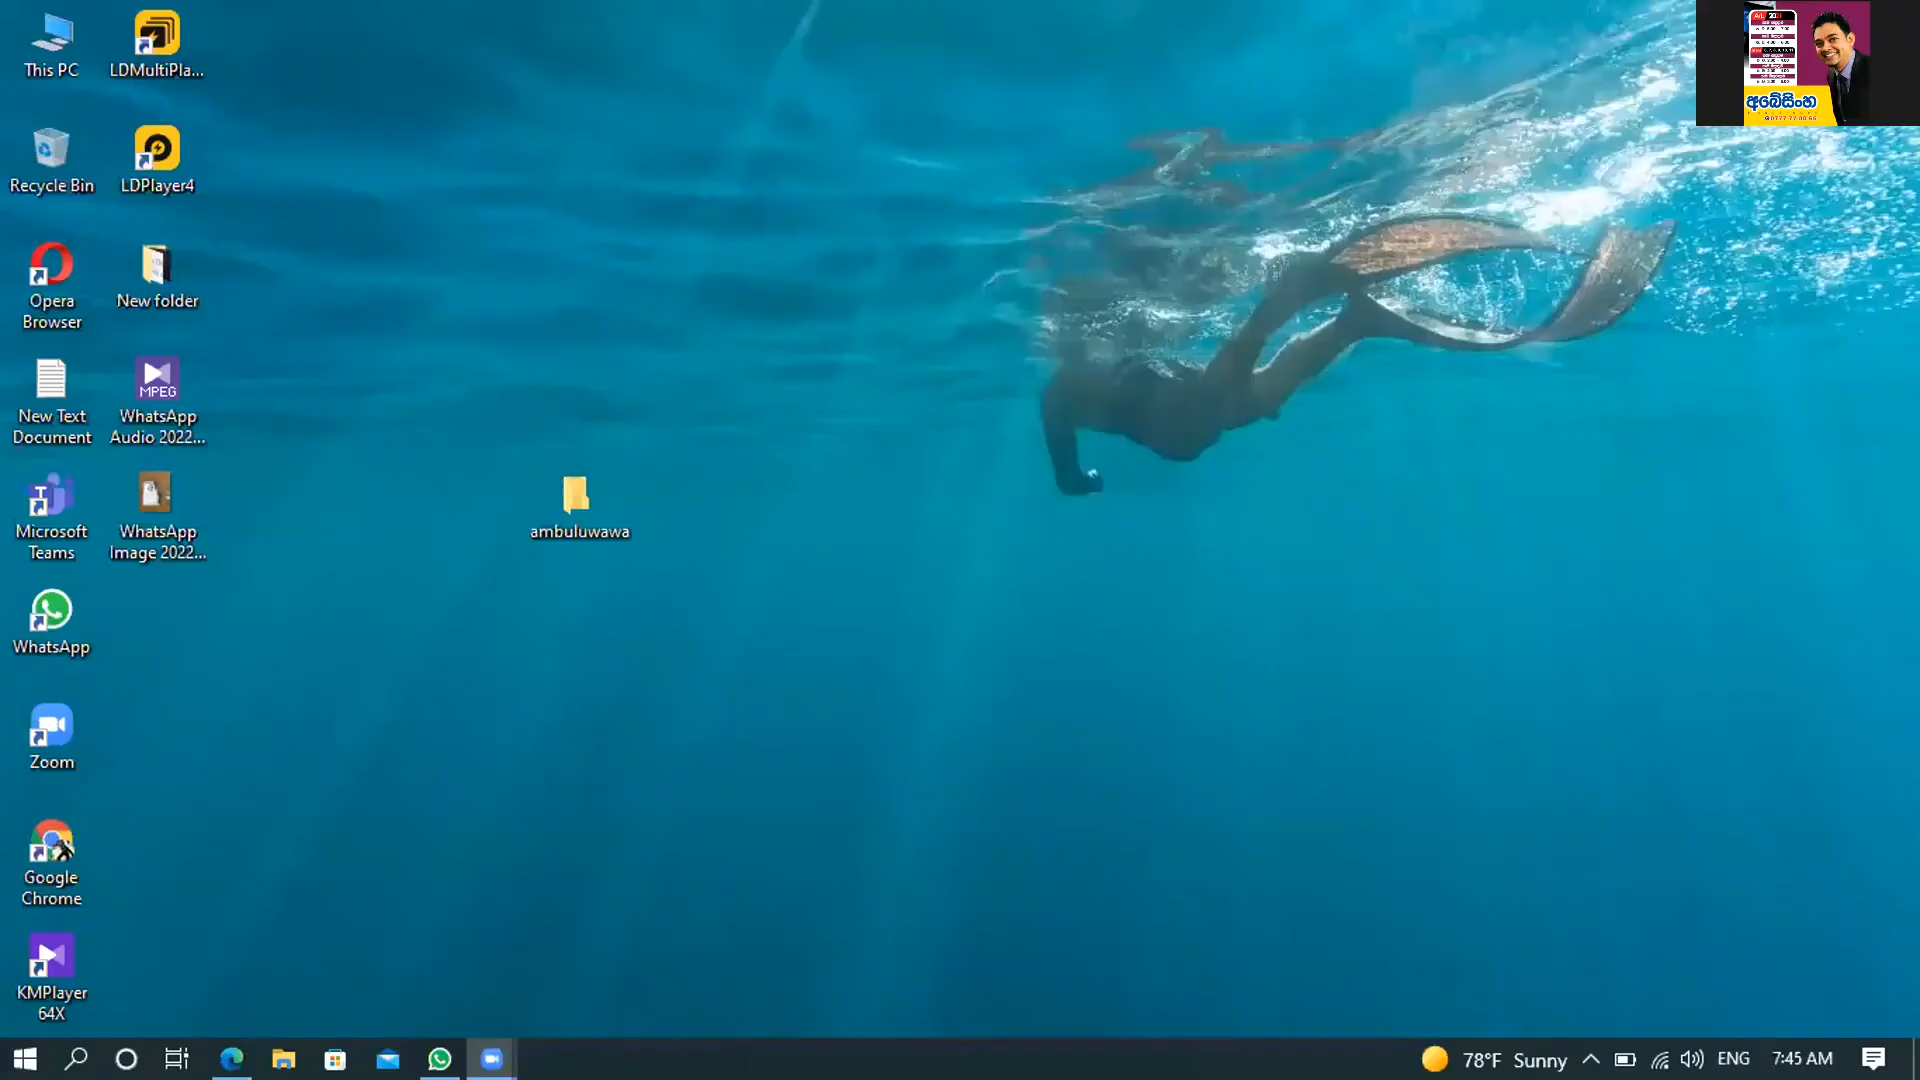 This PC
LDMultiPla...
Recycle Bin
LDPlayer4
Opera
Browser
New folder
New Text
Document
MPEG
WhatsApp
Audio 2022...
Microsoft
Teams
WhatsApp
Image 2022...
ambuluwawa
WhatsApp
Zoom
Google
Chrome
KMPlayer
64X
අබේසිංහ
78°F Sunny
ENG
7:45 AM